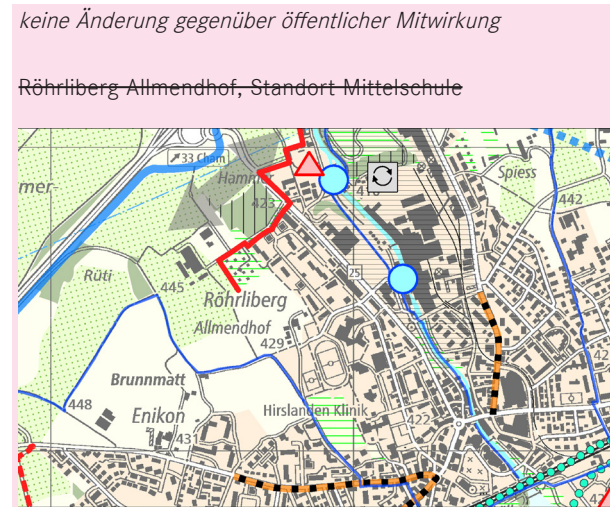 keine Änderung gegenüber öffentlicher Mitwirkung
Röhrliberg Allmendhof, Standort Mittelschule
33 Cham
Hammer
Spiess
442
423
Rüti
445
25
Röhrliberg
Allmendhof
429
Brunnmatt
448
Enikon
Hirslanden Klinik
422